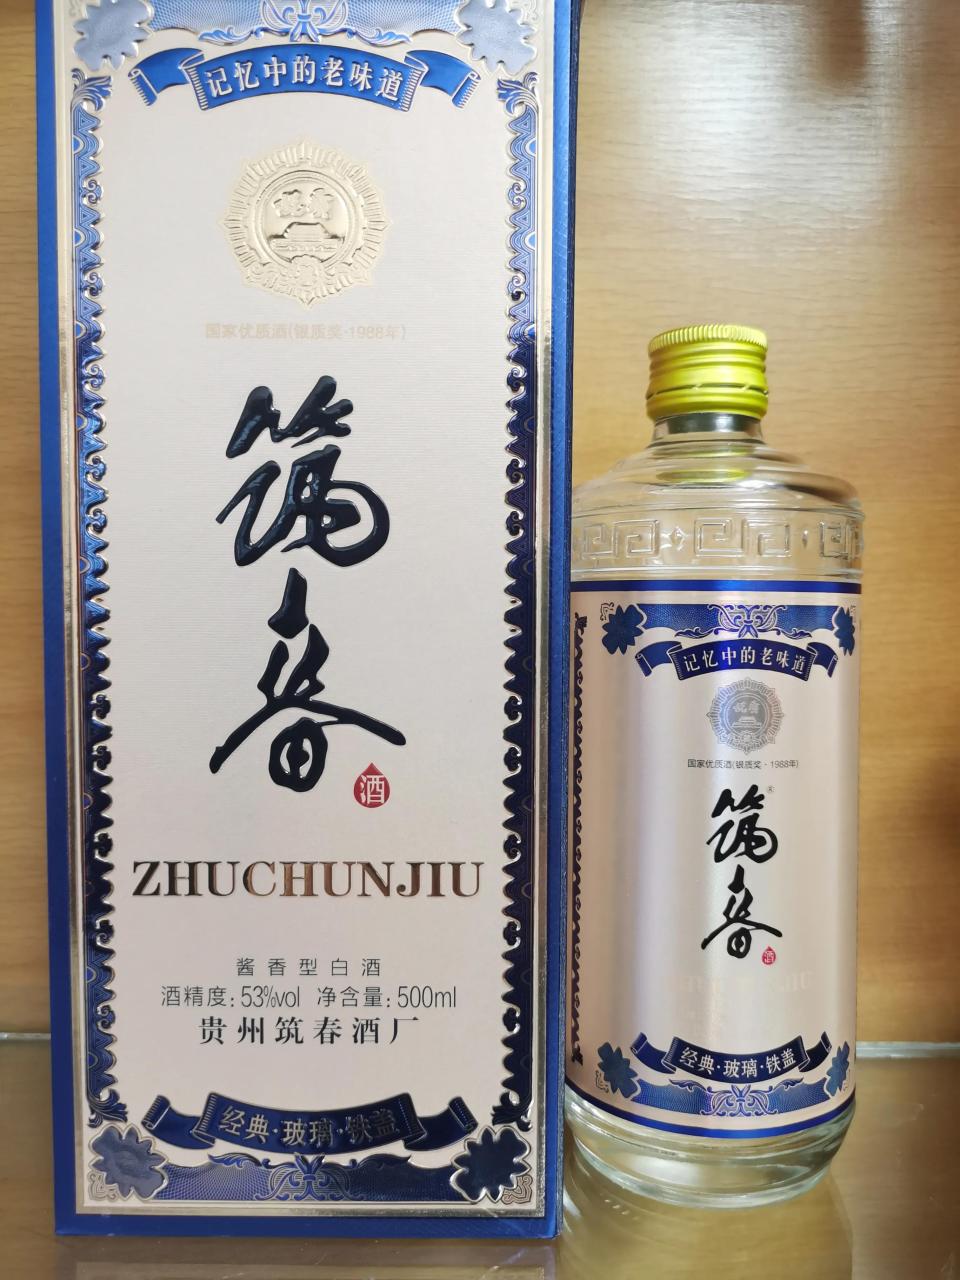 记忆中的老味道
国家优质酒(银质奖·1988年)
筑
春
酒
ZHUCHUNJIU
酱香型白酒
酒精度:53%vol 净含量:500ml
贵州筑春酒厂
经典·玻璃·铁盖
记忆中的老味道
国家优质酒(银质奖·1988年)
筑®
春
酒
经典·玻璃·铁盖